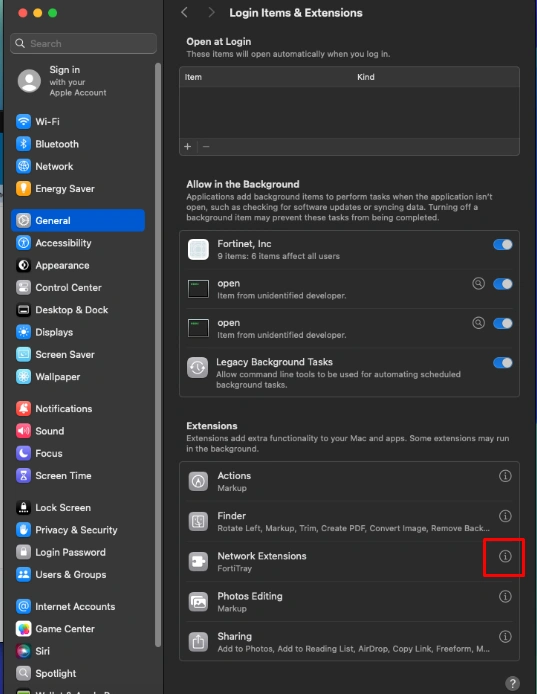 Login Items & Extensions
Search
Sign in
with your
Apple Account
Wi-Fi
Bluetooth
Network
Energy Saver
General
Accessibility
Appearance
Control Center
Desktop & Dock
Displays
Screen Saver
Wallpaper
Notifications
Sound
Focus
Screen Time
Lock Screen
Privacy & Security
Login Password
Users & Groups
Internet Accounts
Game Center
Siri
Spotlight
Open at Login
These items will open automatically when you log in.
Item Kind
+ −
Allow in the Background
Applications add background items to perform tasks when the application isn't
open, such as checking for software updates or syncing data. Turning off a
background item may prevent these tasks from being completed.
Fortinet, Inc
9 items: 6 items affect all users
open
Item from unidentified developer.
open
Item from unidentified developer.
Legacy Background Tasks
Allow command line tools to be used for automating scheduled
background tasks.
Extensions
Extensions add extra functionality to your Mac and apps. Some extensions may run
in the background.
Actions
Markup
Finder
Rotate Left, Markup, Trim, Create PDF, Convert Image, Remove Back...
Network Extensions
FortiTray
Photos Editing
Markup
Sharing
Add to Photos, Add to Reading List, AirDrop, Copy Link, Freeform, M...
?